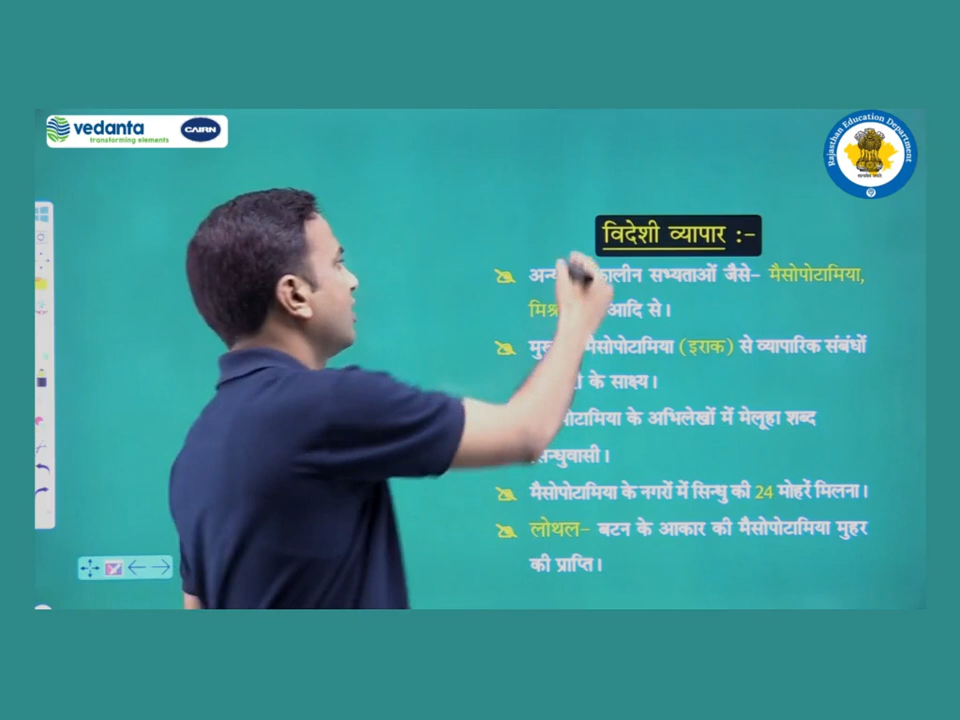 vedanta
transforming elements
CAIRN
Rajasthan Education Department
विदेशी व्यापार :-
कालीन सभ्यताओं जैसे- मैसोपोटामिया,
आदि से।
मैसोपोटामिया (इराक) से व्यापारिक संबंधों
के साक्ष्य।
के अभिलेखों में मेलूहा शब्द
सिन्धुवासी।
मैसोपोटामिया के नगरों में सिन्धु की 24 मोहरें मिलना।
लोथल- बटन के आकार की मैसोपोटामिया मुहर
की प्राप्ति।